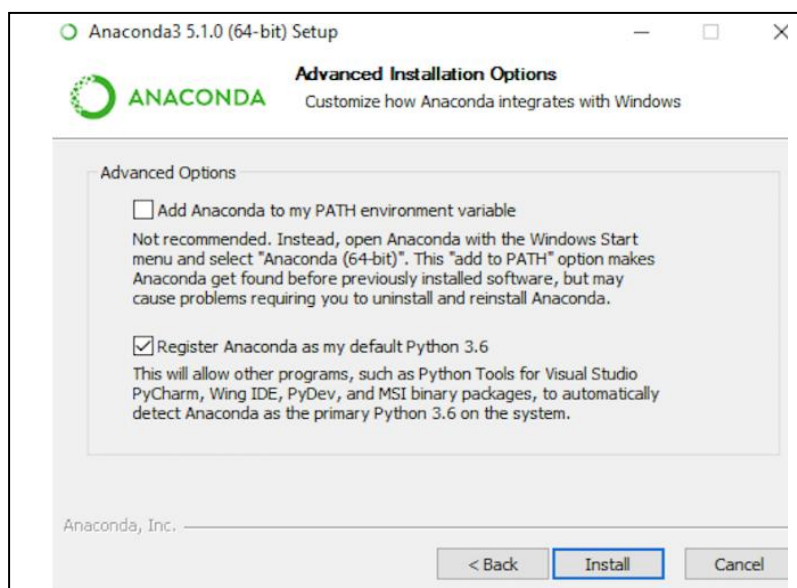 Anaconda3 5.1.0 (64-bit) Setup
ANACONDA
Advanced Installation Options
Customize how Anaconda integrates with Windows
Advanced Options
Add Anaconda to my PATH environment variable
Not recommended. Instead, open Anaconda with the Windows Start
menu and select "Anaconda (64-bit)". This "add to PATH" option makes
Anaconda get found before previously installed software, but may
cause problems requiring you to uninstall and reinstall Anaconda.
Register Anaconda as my default Python 3.6
This will allow other programs, such as Python Tools for Visual Studio
PyCharm, Wing IDE, PyDev, and MSI binary packages, to automatically
detect Anaconda as the primary Python 3.6 on the system.
Anaconda, Inc.
< Back Install Cancel